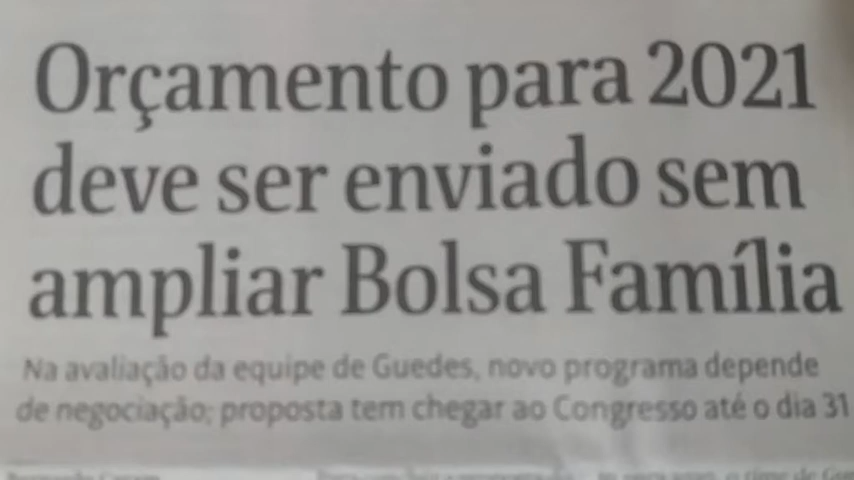 Orçamento para 2021
deve ser enviado sem
ampliar Bolsa Família
Na avaliação da equipe de Guedes, novo programa depende
de negociação; proposta tem chegar ao Congresso até o dia 31